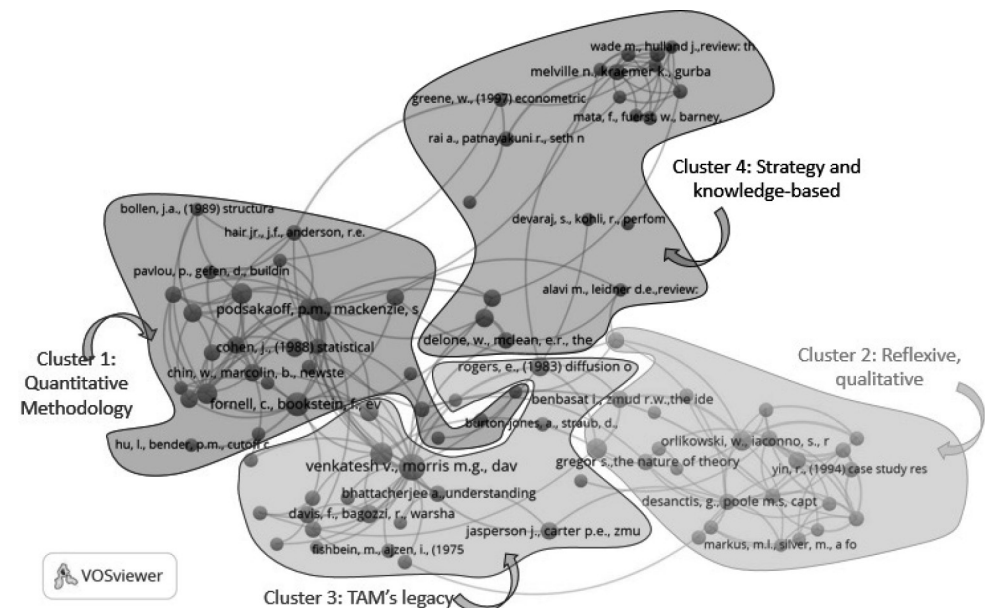 wade m., hulland j.,review: th
melville n., kraemer k., gurba
greene, w., (1997) econometric
mata, f., fuerst, w., barney,
rai a., patnayakuni r., seth n
Cluster 4: Strategy and
knowledge-based
devaraj, s., kohli, r., perfom
alavi m., leidner d.e.,review:
delone, w., mclean, e.r., the
bollen, j.a., (1989) structura
hair jr., j.f., anderson, r.e.
pavlou, p., gefen, d., buildin
podsakaoff, p.m., mackenzie, s
cohen, j., (1988) statistical
chin, w., marcolin, b., newste
fornell, c., bookstein, f., ev
hu, l., bender, p.m., cutoff c
Cluster 1:
Quantitative
Methodology
Cluster 2: Reflexive,
qualitative
rogers, e., (1983) diffusion o
benbasat i., zmud r.w.,the ide
burton-jones, a., straub, d.,
orlikowski, w., iaconno, s., r
gregor s.,the nature of theory
yin, r., (1994) case study res
desanctis, g., poole m.s, capt
markus, m.l., silver, m., a fo
venkatesh v., morris m.g., dav
bhattacherjee a.,understanding
davis, f., bagozzi, r., warsha
jasperson j., carter p.e., zmu
fishbein, m., ajzen, i., (1975
VOSviewer
Cluster 3: TAM's legacy